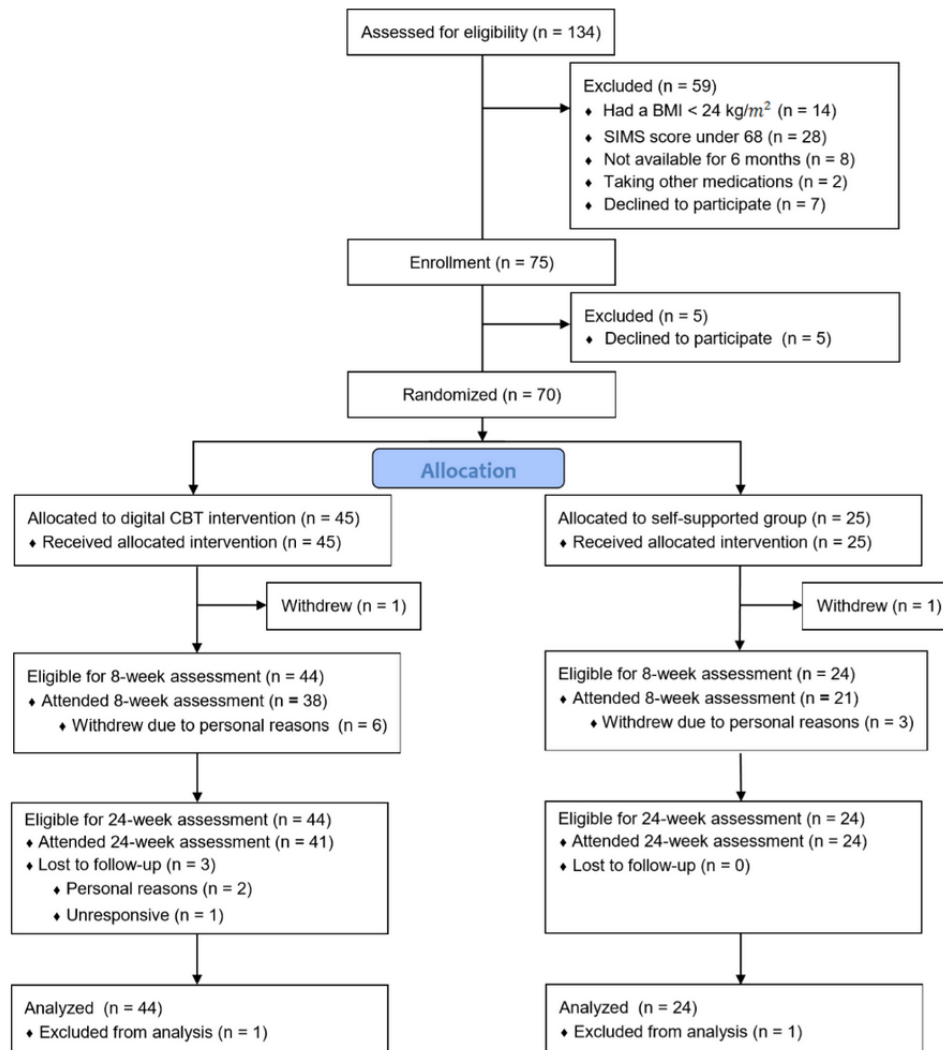 Assessed for eligibility (n = 134)
Excluded (n = 59)
♦ Had a BMI < 24 kg/m² (n = 14)
♦ SIMS score under 68 (n = 28)
♦ Not available for 6 months (n = 8)
♦ Taking other medications (n = 2)
♦ Declined to participate (n = 7)
Enrollment (n = 75)
Excluded (n = 5)
♦ Declined to participate (n = 5)
Randomized (n = 70)
Allocation
Allocated to digital CBT intervention (n = 45)
♦ Received allocated intervention (n = 45)
Allocated to self-supported group (n = 25)
♦ Received allocated intervention (n = 25)
Withdrew (n = 1)
Withdrew (n = 1)
Eligible for 8-week assessment (n = 44)
♦ Attended 8-week assessment (n = 38)
♦ Withdrew due to personal reasons (n = 6)
Eligible for 8-week assessment (n = 24)
♦ Attended 8-week assessment (n = 21)
♦ Withdrew due to personal reasons (n = 3)
Eligible for 24-week assessment (n = 44)
♦ Attended 24-week assessment (n = 41)
♦ Lost to follow-up (n = 3)
♦ Personal reasons (n = 2)
♦ Unresponsive (n = 1)
Eligible for 24-week assessment (n = 24)
♦ Attended 24-week assessment (n = 24)
♦ Lost to follow-up (n = 0)
Analyzed (n = 44)
♦ Excluded from analysis (n = 1)
Analyzed (n = 24)
♦ Excluded from analysis (n = 1)